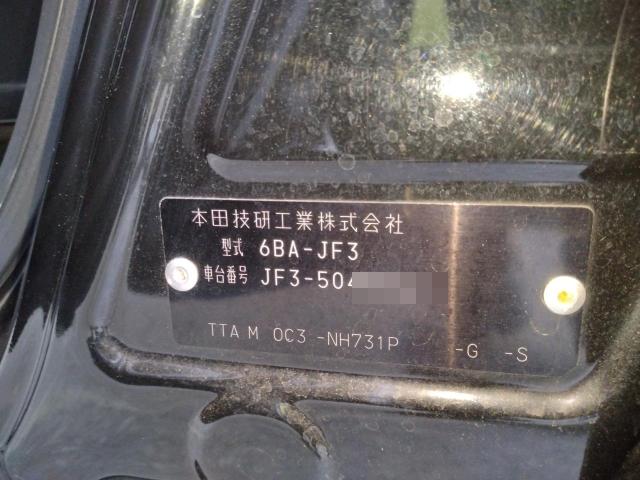 本田技研工業株式会社
型式 6BA-JF3
車台番号 JF3-504
TTA M OC3 -NH731P -G -S